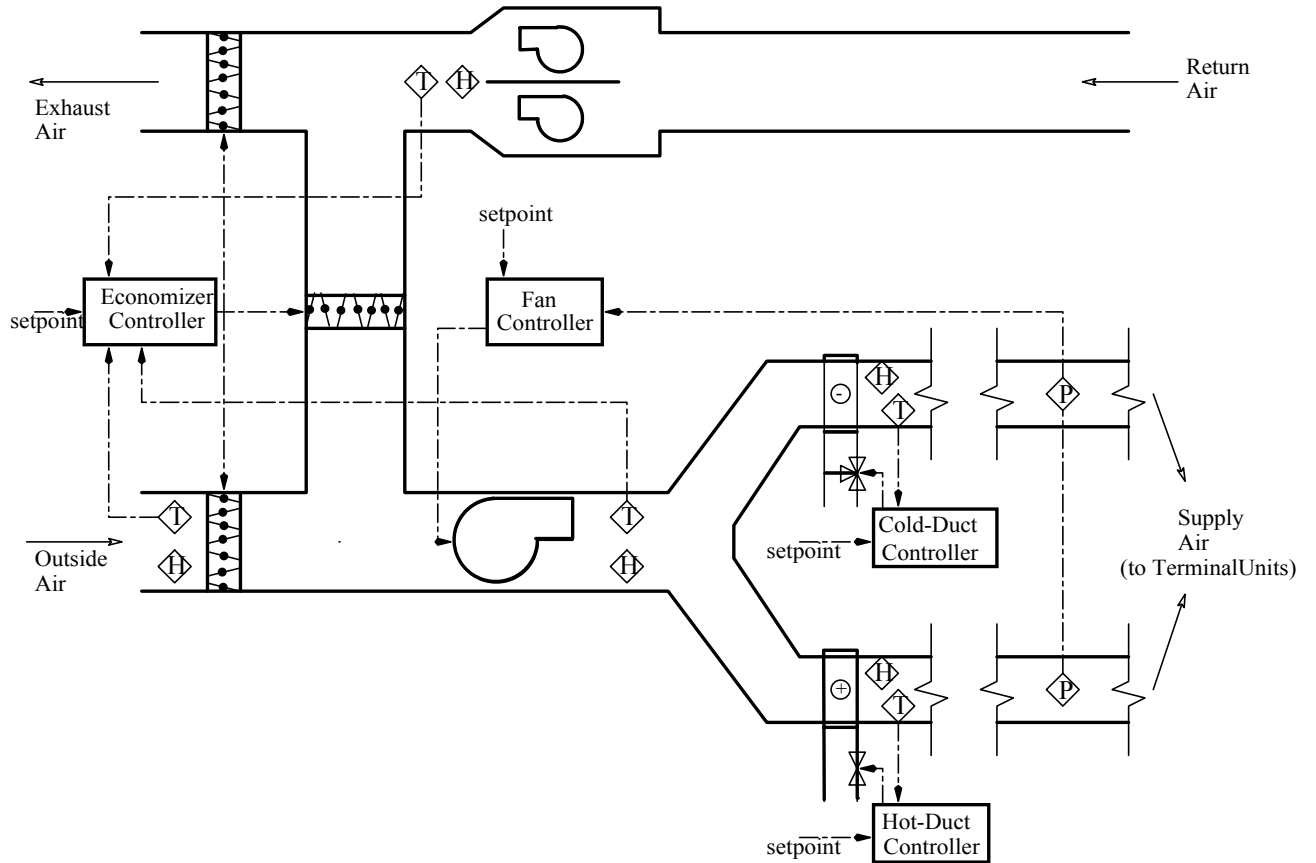 T
H
Return
Air
Exhaust
Air
setpoint
Economizer
Controller
setpoint
Fan
Controller
H
-
T
P
T
H
Outside
Air
T
H
setpoint
Cold-Duct
Controller
Supply
Air
(to TerminalUnits)
H
+
T
P
setpoint
Hot-Duct
Controller